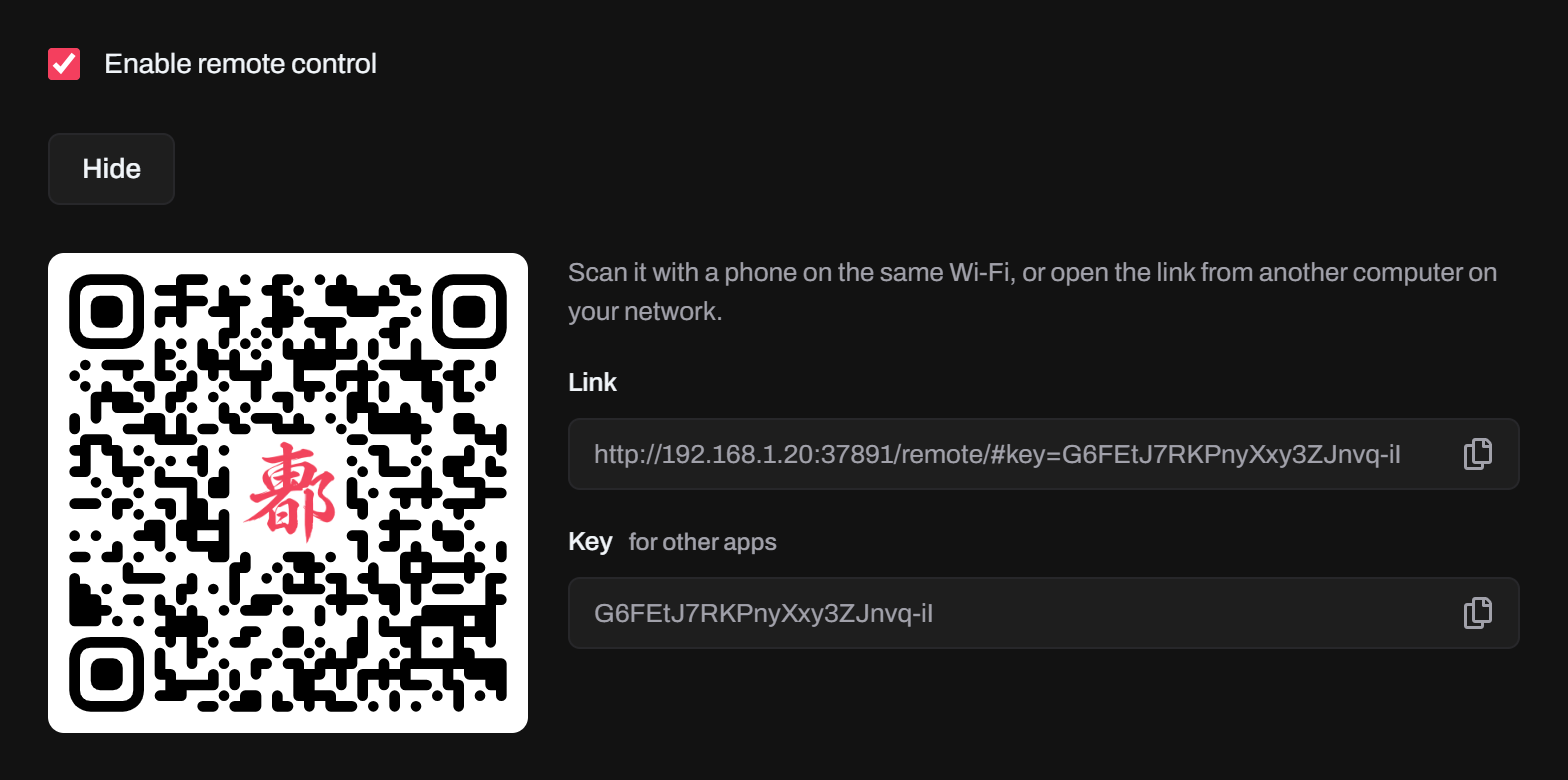 Enable remote control
Hide
Scan it with a phone on the same Wi-Fi, or open the link from another computer on
your network.
Link
http://192.168.1.20:37891/remote/#key=G6FEtJ7RKPnyXxy3ZJnvq-iI
Key for other apps
G6FEtJ7RKPnyXxy3ZJnvq-iI
都